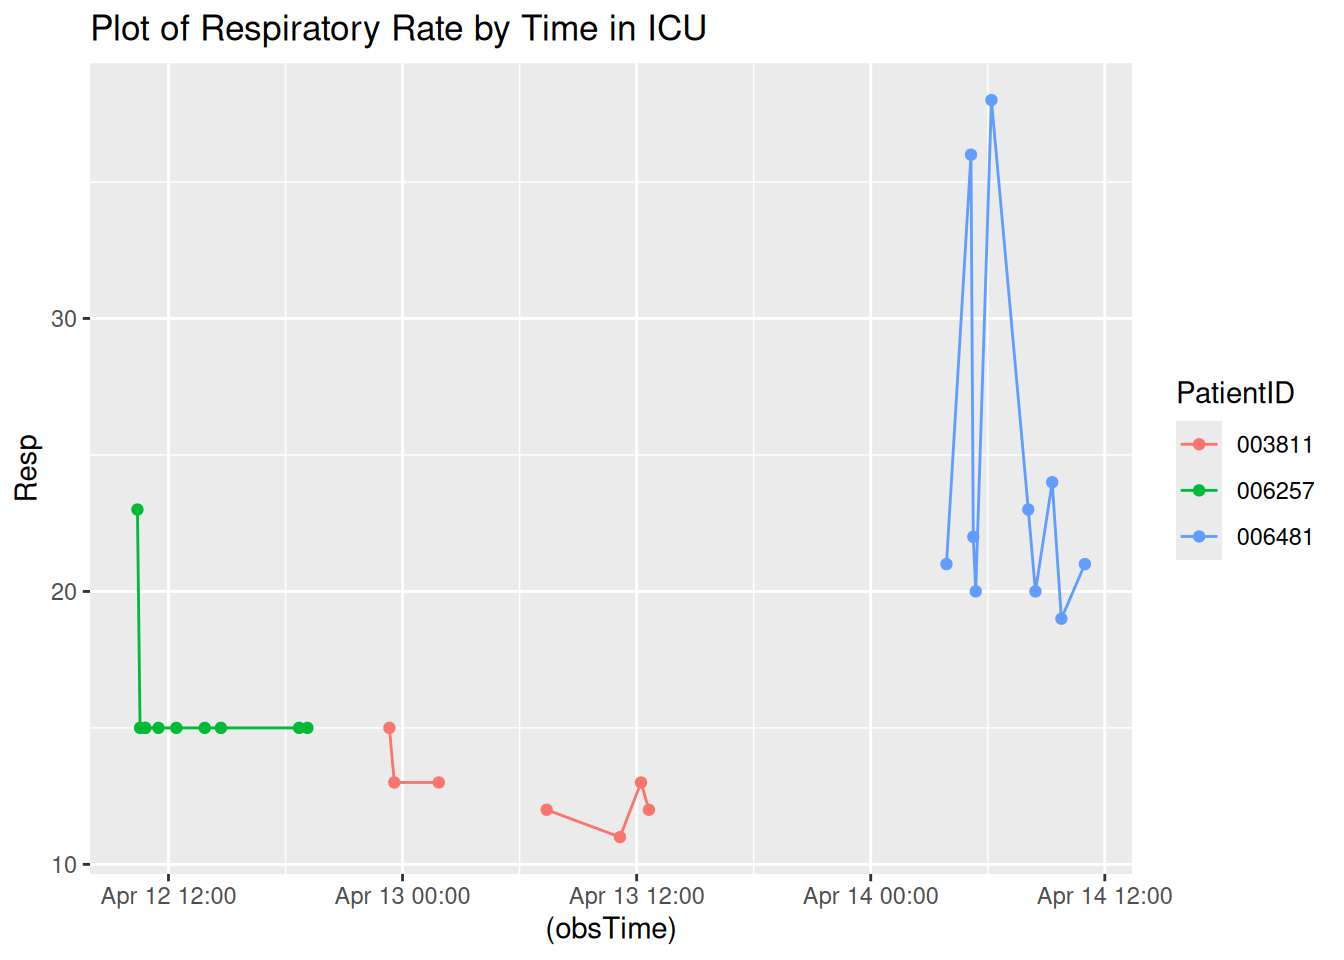 Plot of Respiratory Rate by Time in ICU
Resp
30
20
10
Apr 12 12:00
Apr 13 00:00
Apr 13 12:00
Apr 14 00:00
Apr 14 12:00
(obsTime)
PatientID
003811
006257
006481